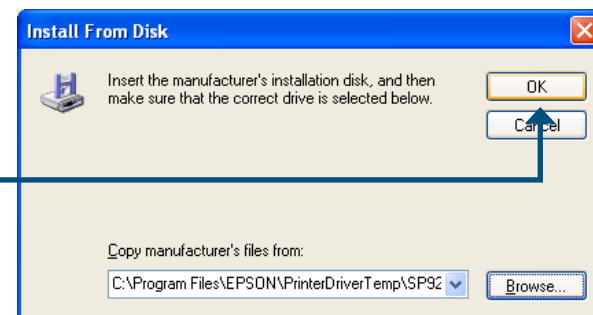 Install From Disk
Insert the manufacturer's installation disk, and then
make sure that the correct drive is selected below.
OK
Cancel
Copy manufacturer's files from:
C:\Program Files\EPSON\PrinterDriverTemp\SP92
Browse...